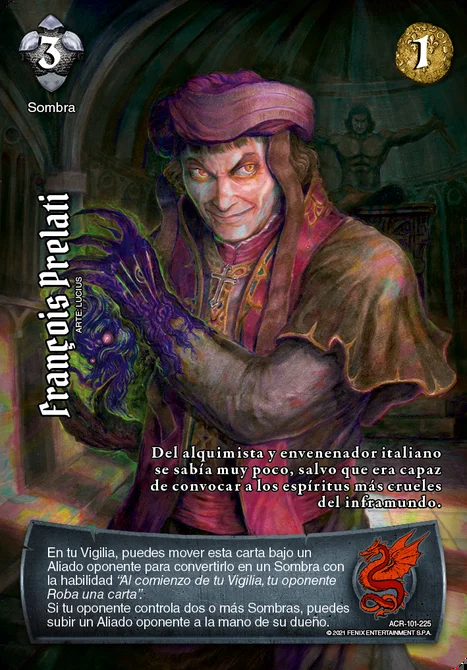 3
1
Sombra
François Prelati
ARTE: LUCIUS
Del alquimista y envenenador italiano
se sabía muy poco, salvo que era capaz
de convocar a los espíritus más crueles
del inframundo.
En tu Vigilia, puedes mover esta carta bajo un
Aliado oponente para convertirlo en un Sombra con
la habilidad “Al comienzo de tu Vigilia, tu oponente
Roba una carta”.
Si tu oponente controla dos o más Sombras, puedes
subir un Aliado oponente a la mano de su dueño.
ACR-101-225
© 2021 FENIX ENTERTAINMENT S.P.A.